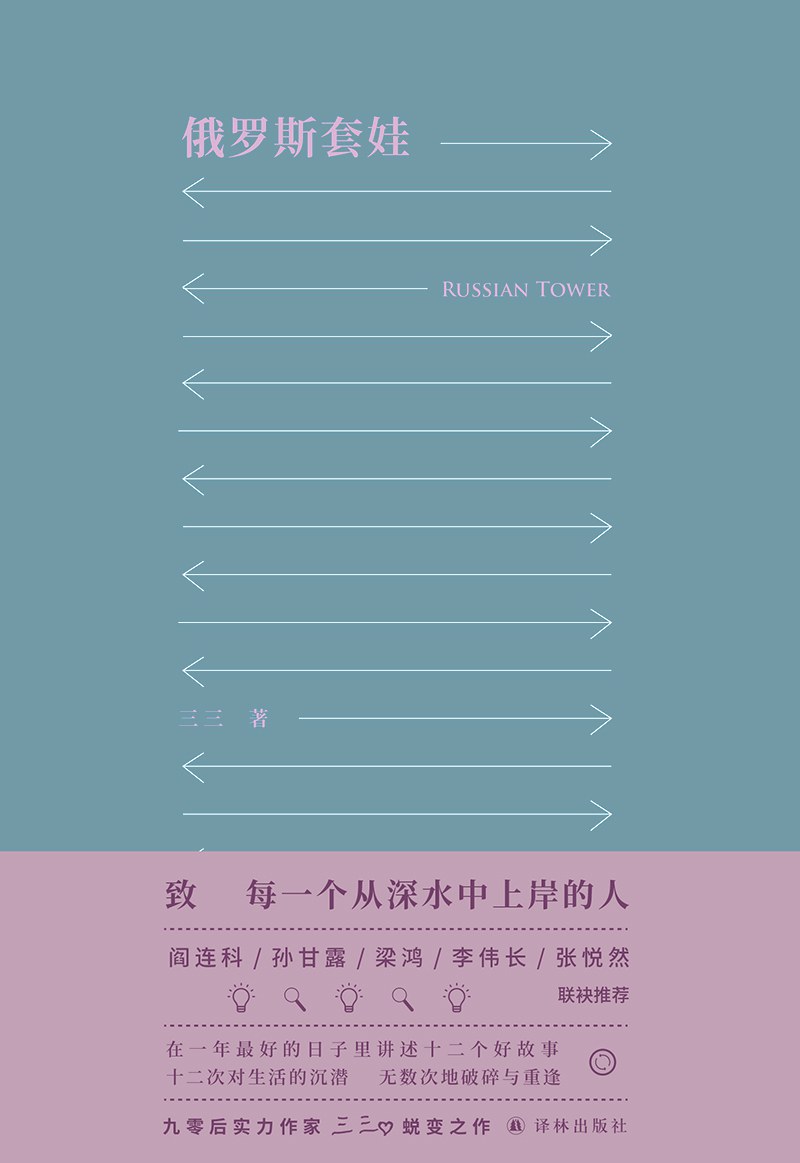 俄罗斯套娃
RUSSIAN TOWER
三三 著
致 每一个从深水中上岸的人
阎连科 / 孙甘露 / 梁鸿 / 李伟长 / 张悦然
联袂推荐
在一年最好的日子里讲述十二个好故事
十二次对生活的沉潜 无数次地破碎与重逢
九零后实力作家 三三 蜕变之作 译林出版社